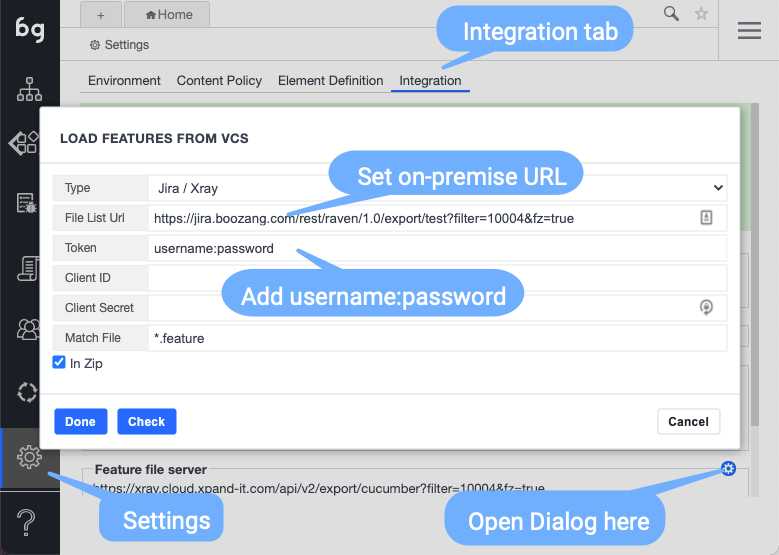 bg
+
Home
Settings
Integration tab
Environment
Content Policy
Element Definition
Integration
LOAD FEATURES FROM VCS
Set on-premise URL
Type
Jira / Xray
File List Url
https://jira.boozang.com/rest/raven/1.0/export/test?filter=10004&fz=true
Token
username:password
Client ID
Add username:password
Client Secret
Match File
*.feature
In Zip
Done
Check
Cancel
Feature file server
https://xray.cloud.xpand-it.com/api/v2/export/cucumber?filter=10004&fz=true
Settings
Open Dialog here
?